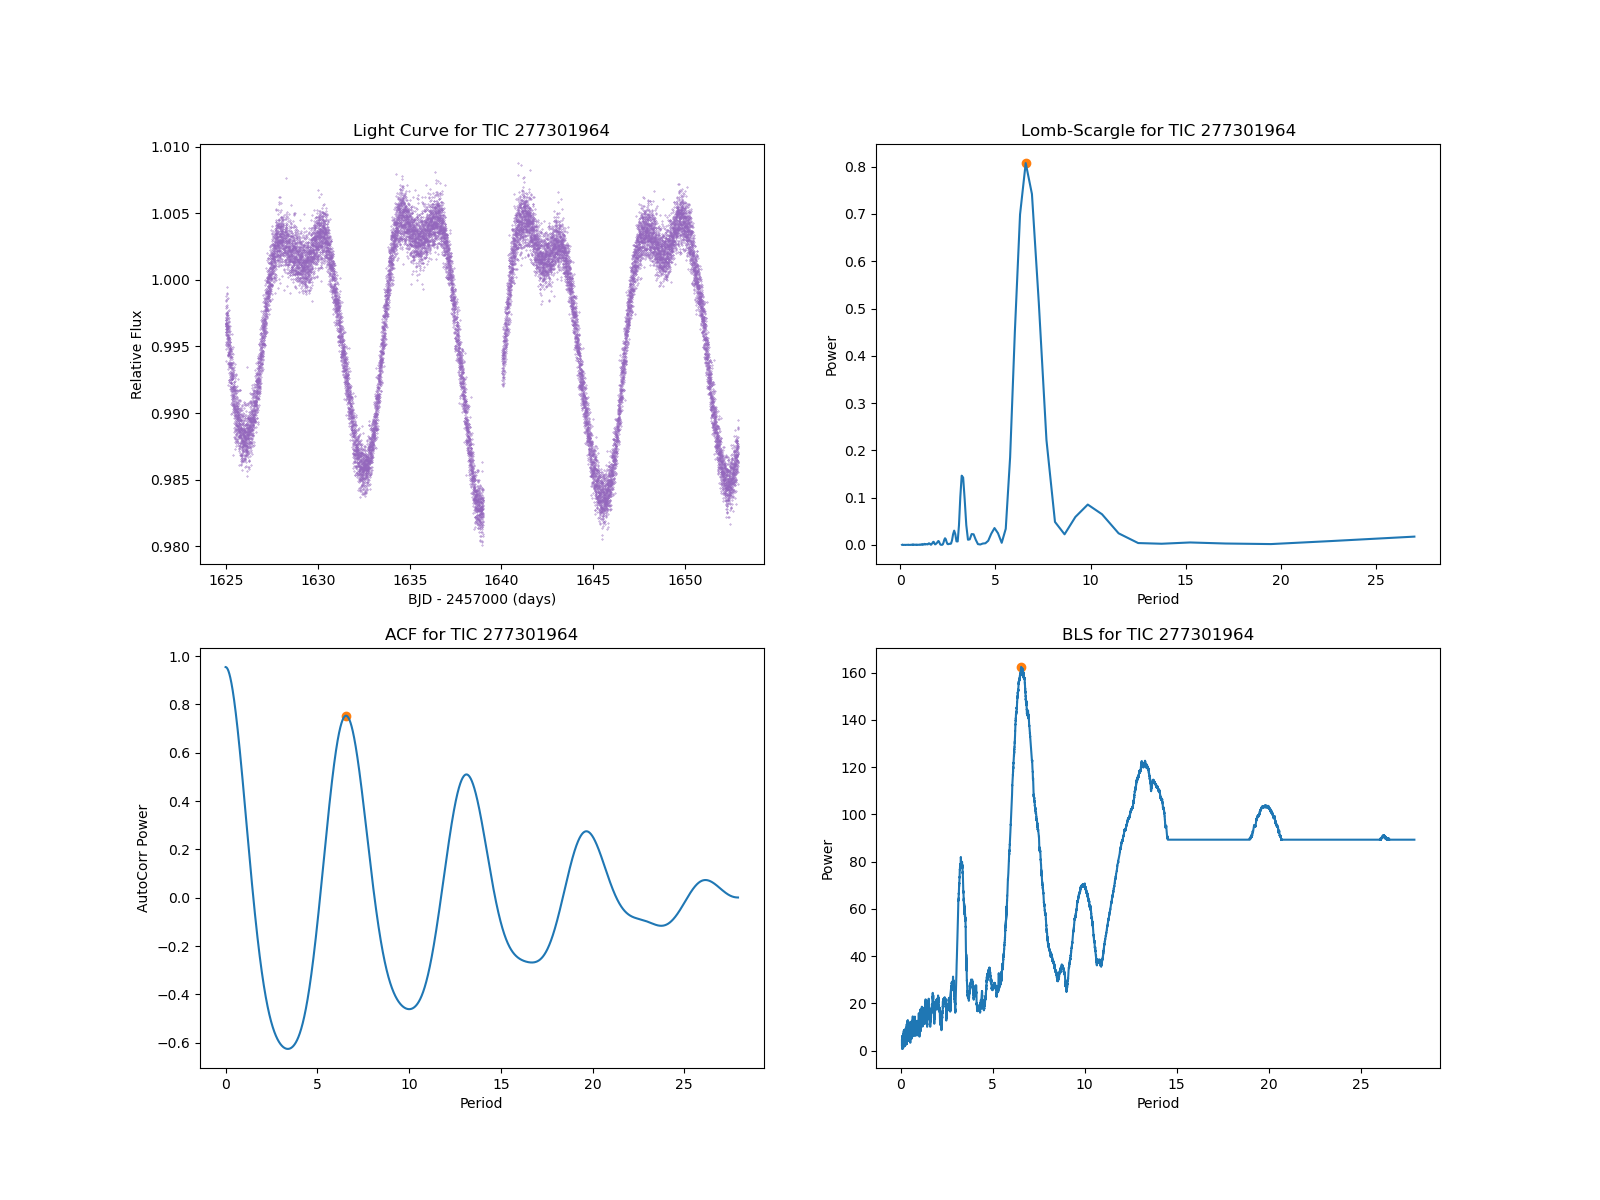 Light Curve for TIC 277301964
1.010
1.005
1.000
0.995
0.990
0.985
0.980
Relative Flux
1625 1630 1635 1640 1645 1650
BJD - 2457000 (days)
Lomb-Scargle for TIC 277301964
0.8
0.7
0.6
0.5
0.4
0.3
0.2
0.1
0.0
Power
0 5 10 15 20 25
Period
ACF for TIC 277301964
1.0
0.8
0.6
0.4
0.2
0.0
−0.2
−0.4
−0.6
AutoCorr Power
0 5 10 15 20 25
Period
BLS for TIC 277301964
160
140
120
100
80
60
40
20
0
Power
0 5 10 15 20 25
Period